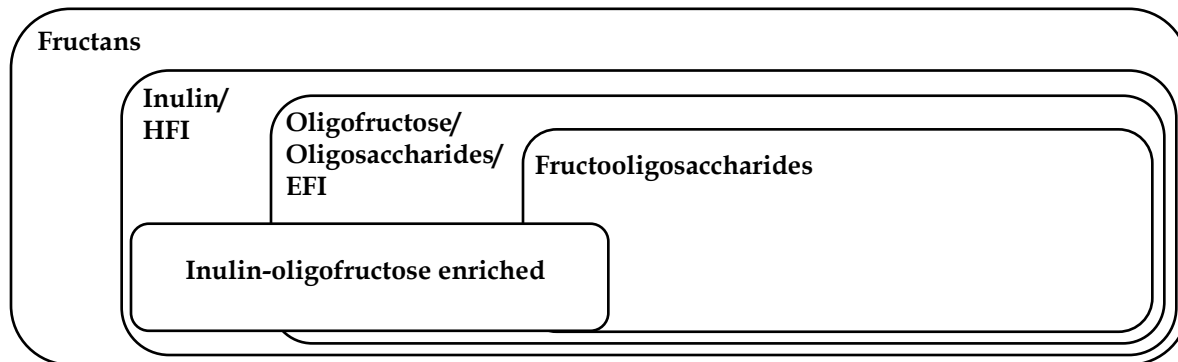 Fructans
Inulin/
HFI
Oligofructose/
Oligosaccharides/
EFI
Fructooligosaccharides
Inulin-oligofructose enriched